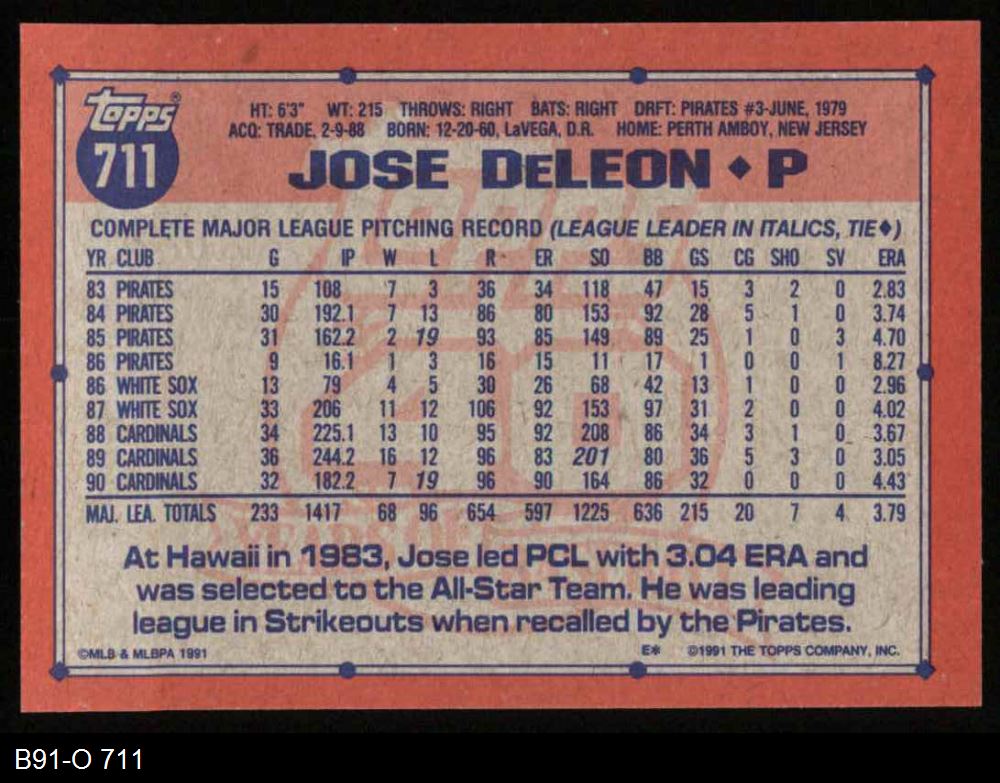 topps®
711
HT: 6'3" WT: 215 THROWS: RIGHT BATS: RIGHT DRFT: PIRATES #3-JUNE, 1979
ACQ: TRADE, 2-9-88 BORN: 12-20-60, LaVEGA, D.R. HOME: PERTH AMBOY, NEW JERSEY
JOSE DeLEON ♦ P
COMPLETE MAJOR LEAGUE PITCHING RECORD (LEAGUE LEADER IN ITALICS, TIE♦)
YR CLUB G IP W L R ER SO BB GS CG SHO SV ERA
83 PIRATES 15 108 7 3 36 34 118 47 15 3 2 0 2.83
84 PIRATES 30 192.1 7 13 86 80 153 92 28 5 1 0 3.74
85 PIRATES 31 162.2 2 19 93 85 149 89 25 1 0 3 4.70
86 PIRATES 9 16.1 1 3 16 15 11 17 1 0 0 1 8.27
86 WHITE SOX 13 79 4 5 30 26 68 42 13 1 0 0 2.96
87 WHITE SOX 33 206 11 12 106 92 153 97 31 2 0 0 4.02
88 CARDINALS 34 225.1 13 10 95 92 208 86 34 3 1 0 3.67
89 CARDINALS 36 244.2 16 12 96 83 201 80 36 5 3 0 3.05
90 CARDINALS 32 182.2 7 19 96 90 164 86 32 0 0 0 4.43
MAJ. LEA. TOTALS 233 1417 68 96 654 597 1225 636 215 20 7 4 3.79
At Hawaii in 1983, Jose led PCL with 3.04 ERA and
was selected to the All-Star Team. He was leading
league in Strikeouts when recalled by the Pirates.
©MLB & MLBPA 1991 E* ©1991 THE TOPPS COMPANY, INC.
B91-O 711